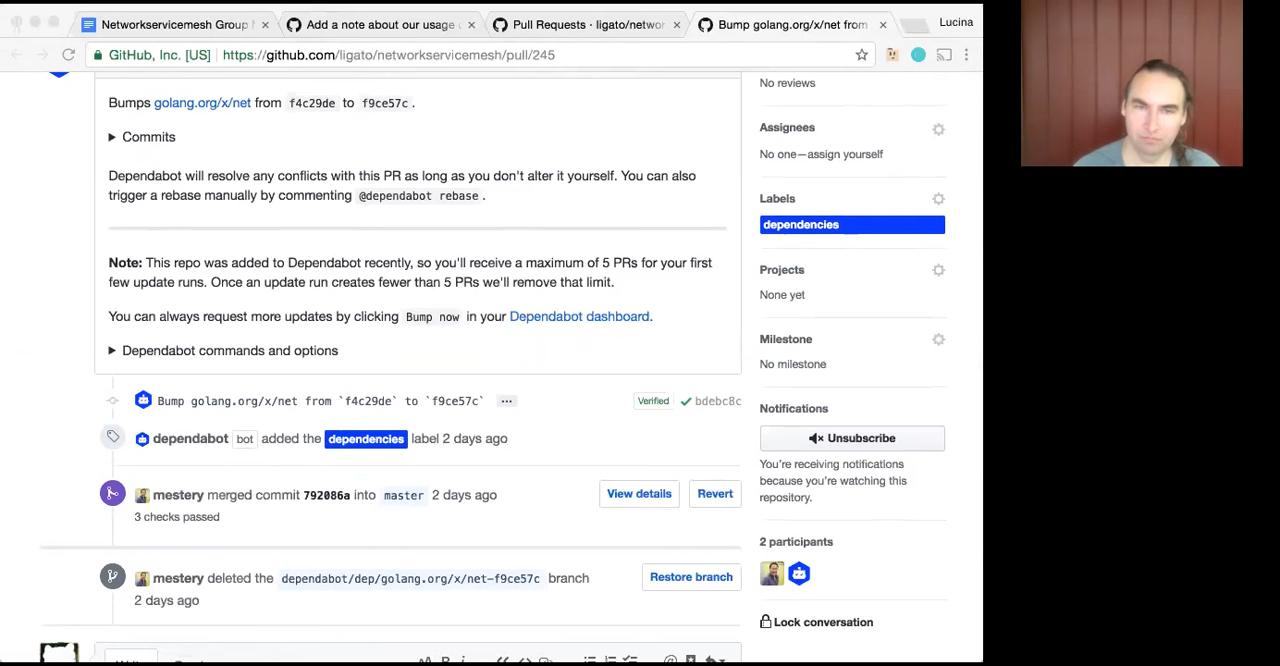 Networkservicemesh Group
Add a note about our usage
Pull Requests · ligato/networ
Bump golang.org/x/net from
Lucina
GitHub, Inc. [US]
https://github.com/ligato/networkservicemesh/pull/245
Bumps golang.org/x/net from f4c29de to f9ce57c.
Commits
Dependabot will resolve any conflicts with this PR as long as you don't alter it yourself. You can also
trigger a rebase manually by commenting @dependabot rebase.
Note: This repo was added to Dependabot recently, so you'll receive a maximum of 5 PRs for your first
few update runs. Once an update run creates fewer than 5 PRs we'll remove that limit.
You can always request more updates by clicking Bump now in your Dependabot dashboard.
Dependabot commands and options
Bump golang.org/x/net from `f4c29de` to `f9ce57c` ...
Verified bdebc8c
dependabot bot added the dependencies label 2 days ago
mestery merged commit 792086a into master 2 days ago
View details
Revert
3 checks passed
mestery deleted the dependabot/dep/golang.org/x/net-f9ce57c branch
2 days ago
Restore branch
No reviews
Assignees
No one—assign yourself
Labels
dependencies
Projects
None yet
Milestone
No milestone
Notifications
Unsubscribe
You're receiving notifications
because you're watching this
repository.
2 participants
Lock conversation